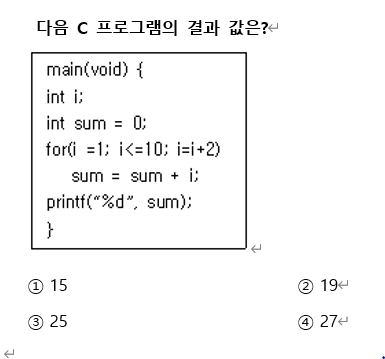 다음 C 프로그램의 결과 값은?
main(void) {
int i;
int sum = 0;
for(i =1; i<=10; i=i+2)
sum = sum + i;
printf(“%d”, sum);
}
① 15 ② 19
③ 25 ④ 27